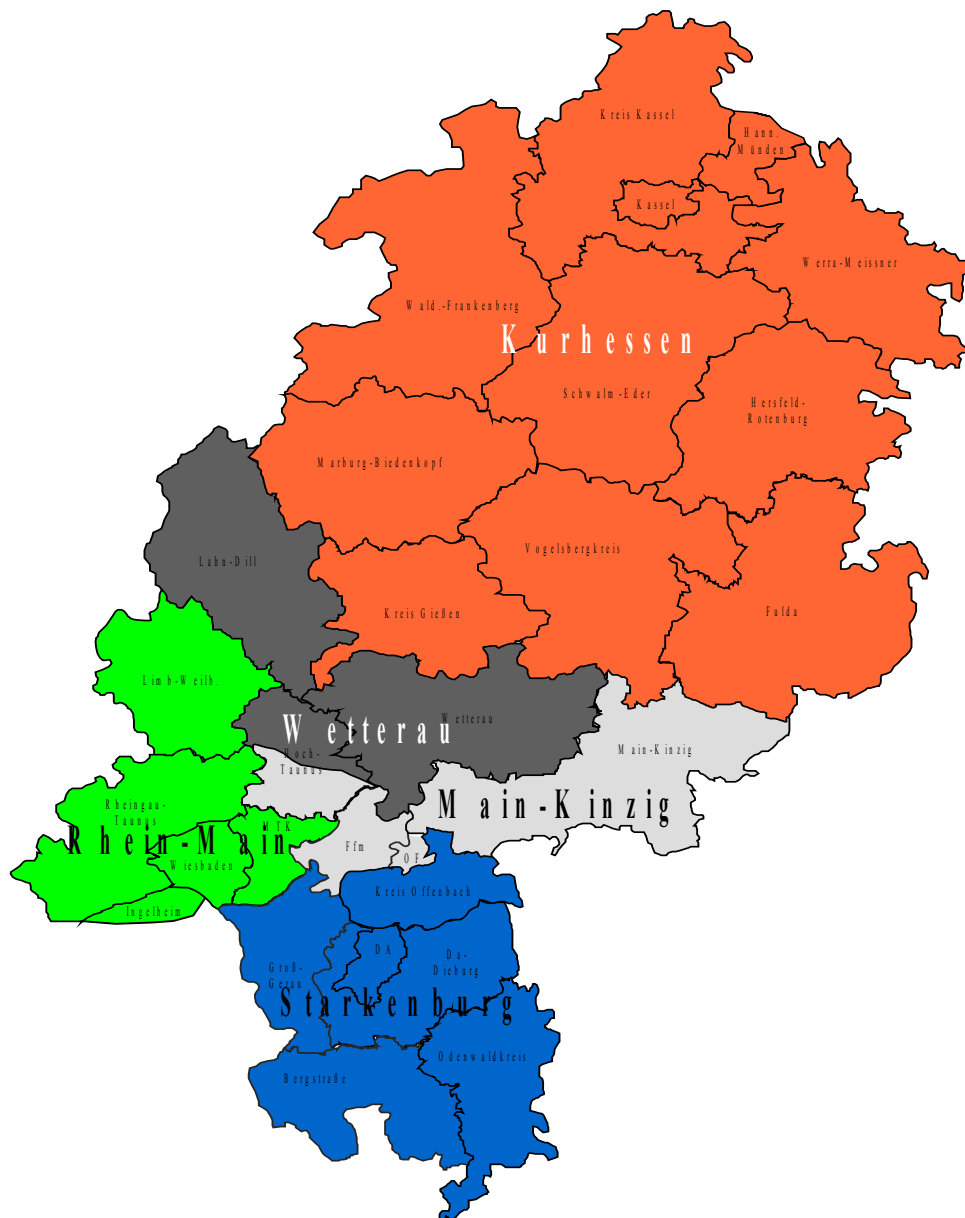 Kreis Kassel
Hann.
Münden
Kassel
Werra-Meissner
Wald.-Frankenberg
Kurhessen
Schwalm-Eder
Hersfeld-
Rotenburg
Marburg-Biedenkopf
Vogelsbergkreis
Lahn-Dill
Kreis Gießen
Fulda
Limb-Weilb.
Wetterau
Wetterau
Hoch-
Taunus
Main-Kinzig
Main-Kinzig
Rheingau-
Taunus
MTK
Rhein-Main
Ffm
OF
Wiesbaden
Kreis Offenbach
Ingelheim
DA
Da-
Dieburg
Groß-
Gerau
Starkenburg
Odenwaldkreis
Bergstraße